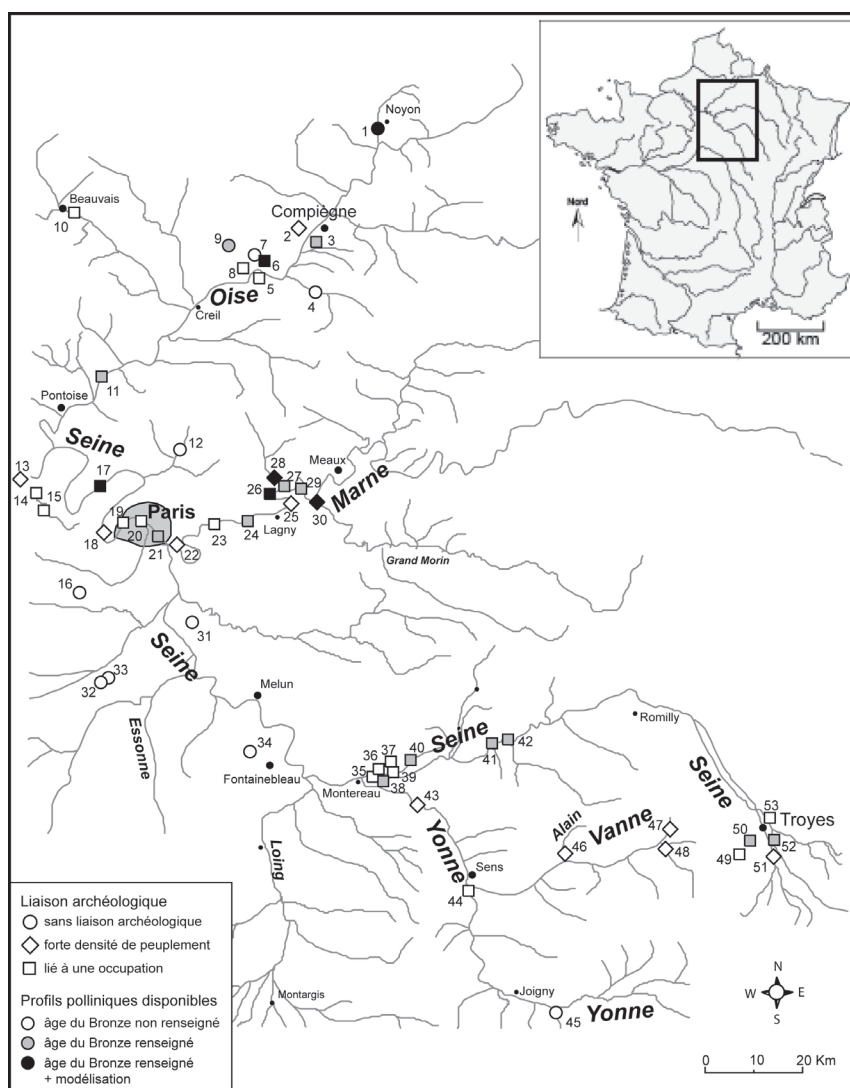 Noyon
1
Beauvais
10
Compiègne
2
3
9
7
6
8
5
4
Oise
Creil
Nord
200 km
11
Pontoise
Seine
12
13
14
15
17
28
27
29
Meaux
26
25
30
Marne
Paris
19
20
21
18
22
23
24
Lagny
Grand Morin
16
31
Seine
33
32
Essonne
Melun
34
Fontainebleau
Romilly
36
37
40
Seine
41
42
35
39
38
Montereau
43
Loing
Yonne
Alain
Vanne
46
47
48
Seine
53
Troyes
50
52
49
51
Sens
44
Montargis
Joigny
45
Yonne
Liaison archéologique
sans liaison archéologique
forte densité de peuplement
lié à une occupation
Profils polliniques disponibles
âge du Bronze non renseigné
âge du Bronze renseigné
âge du Bronze renseigné
+ modélisation
N
W
E
S
0 10 20 Km